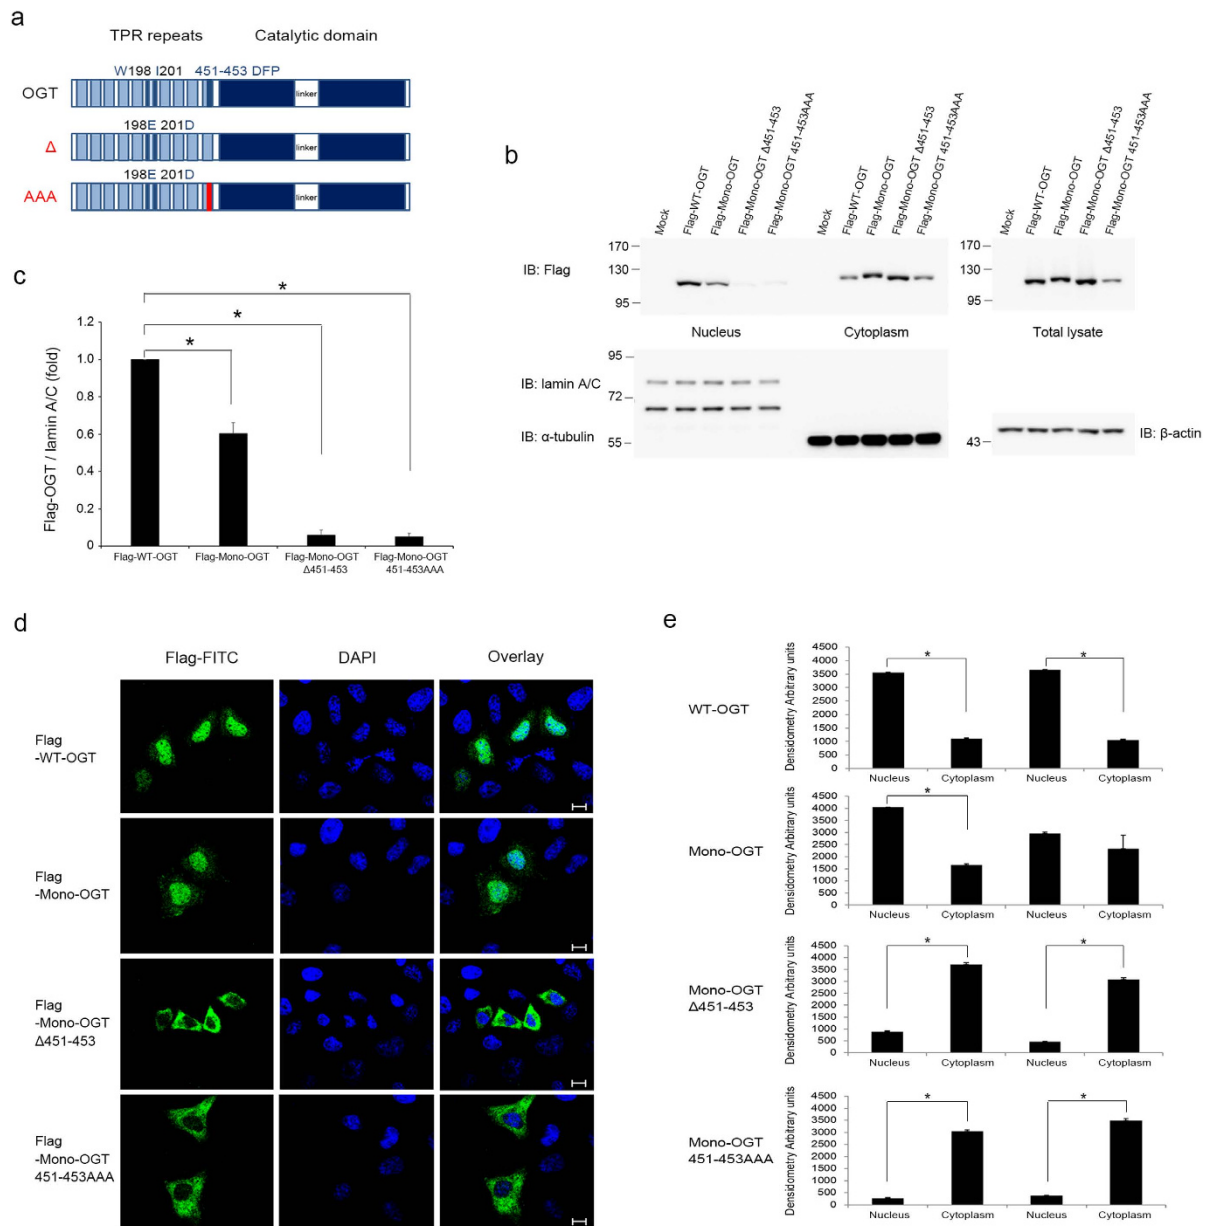 a
TPR repeats Catalytic domain
W198 I201 451-453 DFP
OGT linker
198E 201D
Δ linker
198E 201D
AAA linker
b
Mock Flag-WT-OGT Flag-Mono-OGT Flag-Mono-OGT Δ451-453 Flag-Mono-OGT 451-453AAA
Mock Flag-WT-OGT Flag-Mono-OGT Flag-Mono-OGT Δ451-453 Flag-Mono-OGT 451-453AAA
Mock Flag-WT-OGT Flag-Mono-OGT Flag-Mono-OGT Δ451-453 Flag-Mono-OGT 451-453AAA
IB: Flag
170
130
95
170
130
95
170
130
95
Nucleus Cytoplasm Total lysate
IB: lamin A/C
IB: α-tubulin
95
72
55
43
IB: β-actin
c
Flag-OGT / lamin A/C (fold)
1.2
1.0
0.8
0.6
0.4
0.2
0
*
*
*
Flag-WT-OGT Flag-Mono-OGT Flag-Mono-OGT Flag-Mono-OGT
Δ451-453 451-453AAA
d
Flag-FITC DAPI Overlay
Flag
-WT-OGT
Flag
-Mono-OGT
Flag
-Mono-OGT
Δ451-453
Flag
-Mono-OGT
451-453AAA
e
WT-OGT
Densidometry Arbitrary units
4500
4000
3500
3000
2500
2000
1500
1000
500
0
* *
Nucleus Cytoplasm Nucleus Cytoplasm
Mono-OGT
Densidometry Arbitrary units
4500
4000
3500
3000
2500
2000
1500
1000
500
0
*
Nucleus Cytoplasm Nucleus Cytoplasm
Mono-OGT
Δ451-453
Densidometry Arbitrary units
4500
4000
3500
3000
2500
2000
1500
1000
500
0
* *
Nucleus Cytoplasm Nucleus Cytoplasm
Mono-OGT
451-453AAA
Densidometry Arbitrary units
4500
4000
3500
3000
2500
2000
1500
1000
500
0
* *
Nucleus Cytoplasm Nucleus Cytoplasm